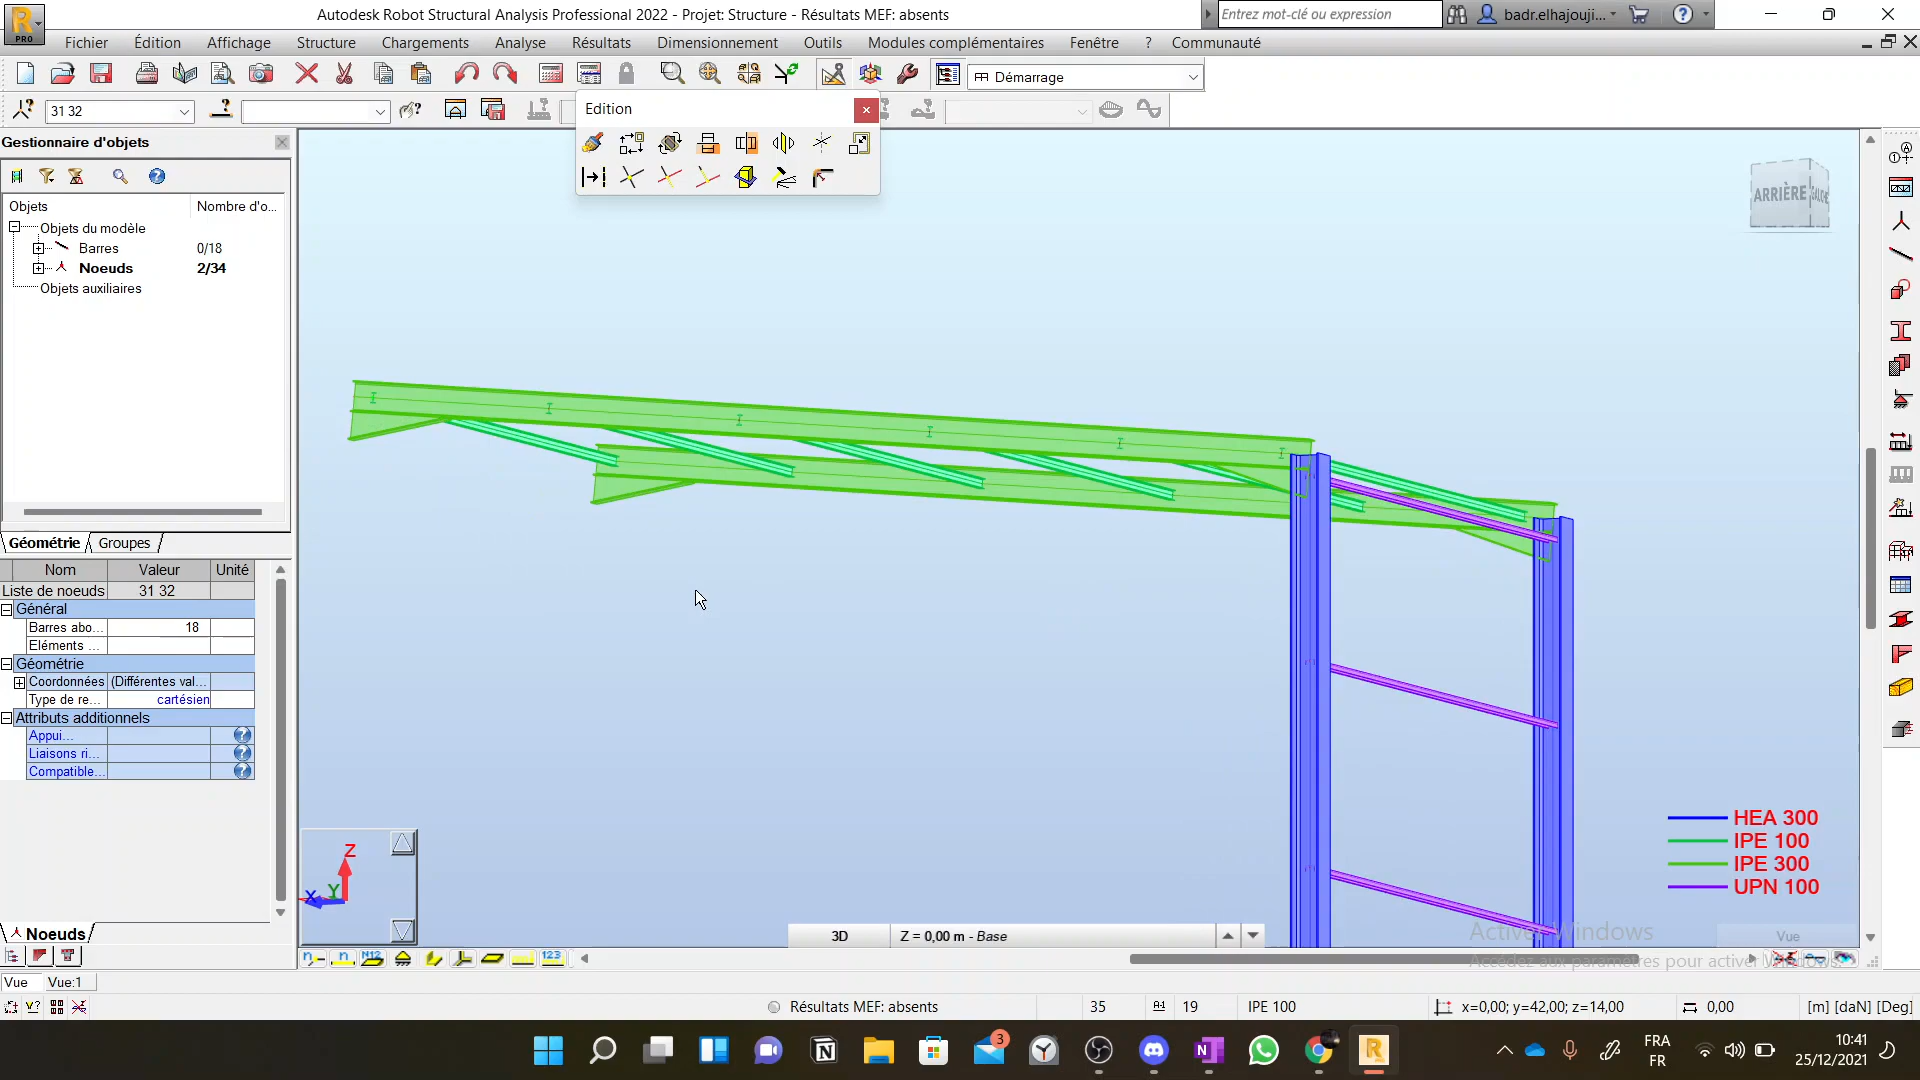 Autodesk Robot Structural Analysis Professional 2022 - Projet: Structure - Résultats MEF: absents
Entrez mot-clé ou expression
badr.elhajouji...
PRO
Fichier Édition Affichage Structure Chargements Analyse Résultats Dimensionnement Outils Modules complémentaires Fenêtre ? Communauté
Démarrage
31 32
Edition
Gestionnaire d'objets
Objets Nombre d'o...
Objets du modèle
Barres 0/18
Noeuds 2/34
Objets auxiliaires
Géométrie Groupes
Nom Valeur Unité
Liste de noeuds 31 32
Général
Barres abo... 18
Eléments ...
Géométrie
Coordonnées (Différentes val...
Type de re... cartésien
Attributs additionnels
Appui...
Liaisons ri...
Compatible...
Noeuds
ARRIÈRE
HEA 300
IPE 100
IPE 300
UPN 100
Z
X
Y
3D Z = 0,00 m - Base
Vue
Activer Windows
Accédez aux paramètres pour activer Windows.
Vue Vue:1
Résultats MEF: absents 35 19 IPE 100 x=0,00; y=42,00; z=14,00 0,00 [m] [daN] [Deg]
3
FRA
FR
10:41
25/12/2021